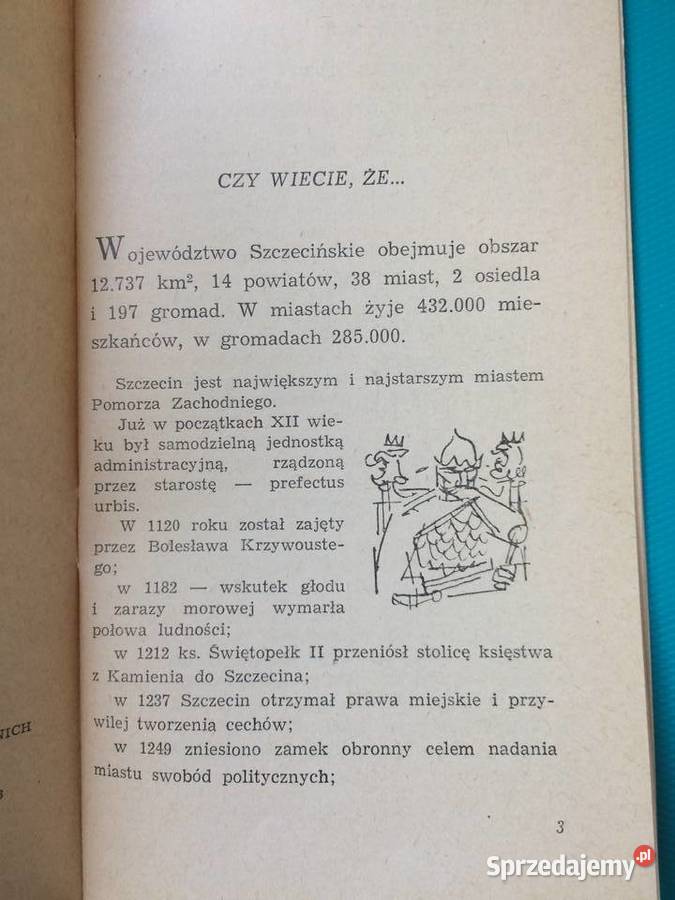 CZY WIECIE, ŻE...
Województwo Szczecińskie obejmuje obszar
12.737 km², 14 powiatów, 38 miast, 2 osiedla
i 197 gromad. W miastach żyje 432.000 mie-
szkańców, w gromadach 285.000.
Szczecin jest największym i najstarszym miastem
Pomorza Zachodniego.
Już w początkach XII wie-
ku był samodzielną jednostką
administracyjną, rządzoną
przez starostę — prefectus
urbis.
W 1120 roku został zajęty
przez Bolesława Krzywouste-
go;
w 1182 — wskutek głodu
i zarazy morowej wymarła
połowa ludności;
w 1212 ks. Świętopełk II przeniósł stolicę księstwa
z Kamienia do Szczecina;
w 1237 Szczecin otrzymał prawa miejskie i przy-
wilej tworzenia cechów;
w 1249 zniesiono zamek obronny celem nadania
miastu swobód politycznych;
3
Sprzedajemy.pl